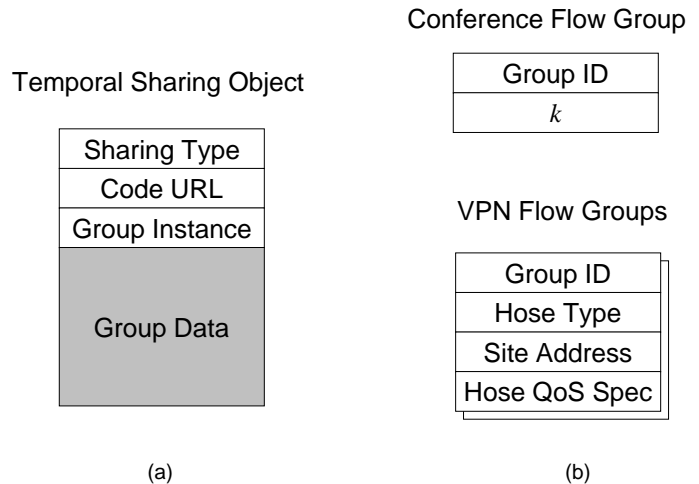 Temporal Sharing Object
Sharing Type
Code URL
Group Instance
Group Data
(a)
Conference Flow Group
Group ID
k
VPN Flow Groups
Group ID
Hose Type
Site Address
Hose QoS Spec
(b)